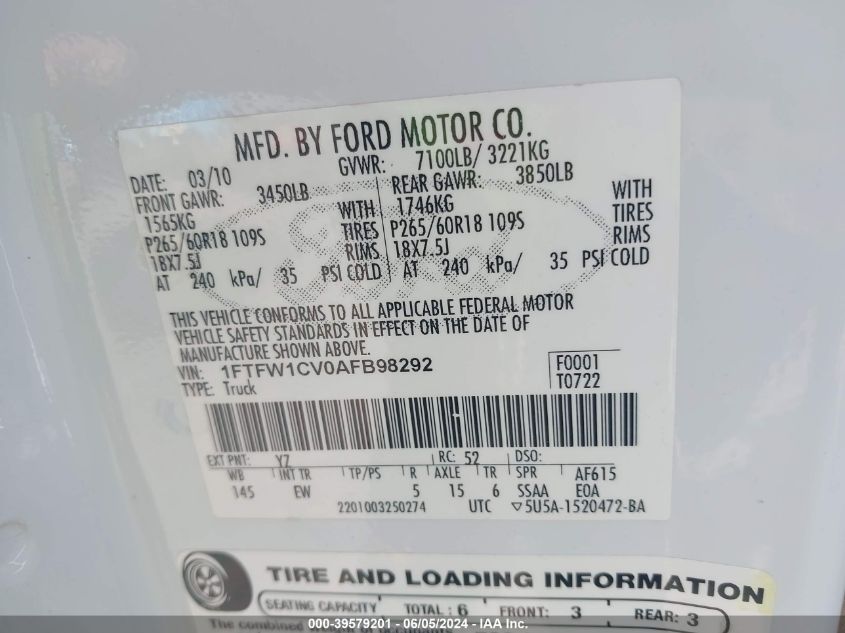 MFD. BY FORD MOTOR CO.
DATE: 03/10 GVWR: 7100LB/ 3221KG
FRONT GAWR: 3450LB REAR GAWR: 3850LB
1565KG WITH 1746KG WITH
P265/60R18 109S TIRES P265/60R18 109S TIRES
18X7.5J RIMS 18X7.5J RIMS
AT 240 kPa/ 35 PSI COLD AT 240 kPa/ 35 PSI COLD
THIS VEHICLE CONFORMS TO ALL APPLICABLE FEDERAL MOTOR
VEHICLE SAFETY STANDARDS IN EFFECT ON THE DATE OF
MANUFACTURE SHOWN ABOVE.
VIN: 1FTFW1CV0AFB98292 F0001
TYPE: Truck T0722
EXT PNT: YZ RC: 52 DSO:
WB INT TR TP/PS R AXLE TR SPR AF615
145 EW 5 15 6 SSAA EOA
2201003250274 UTC ▽5U5A-1520472-BA
TIRE AND LOADING INFORMATION
SEATING CAPACITY TOTAL: 6 FRONT: 3 REAR: 3
The combined weight of occupants
000-39579201 - 06/05/2024 - IAA Inc.